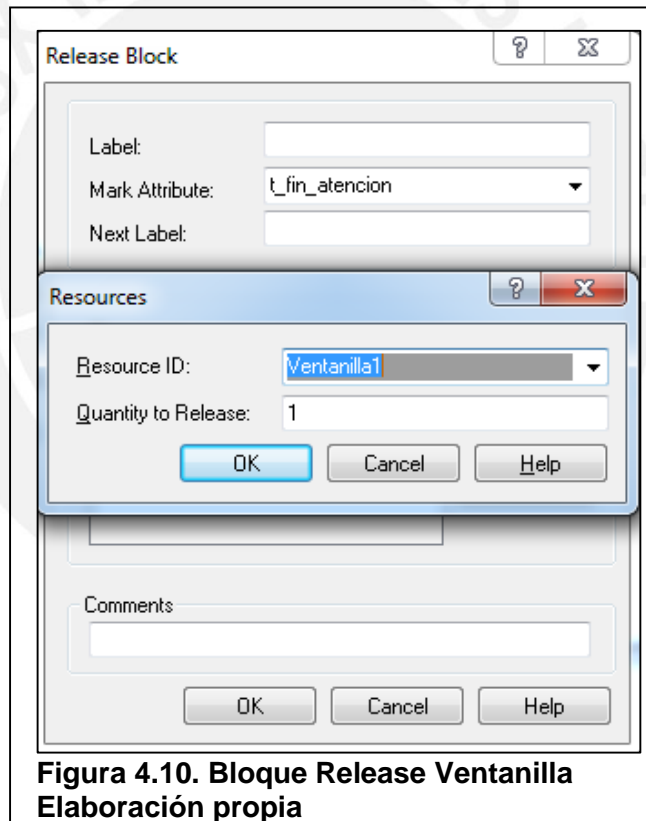 Release Block
Label:
Mark Attribute: t_fin_atencion
Next Label:
Resources
Resource ID: Ventanilla1
Quantity to Release: 1
OK Cancel Help
Comments
OK Cancel Help
Figura 4.10. Bloque Release Ventanilla
Elaboración propia